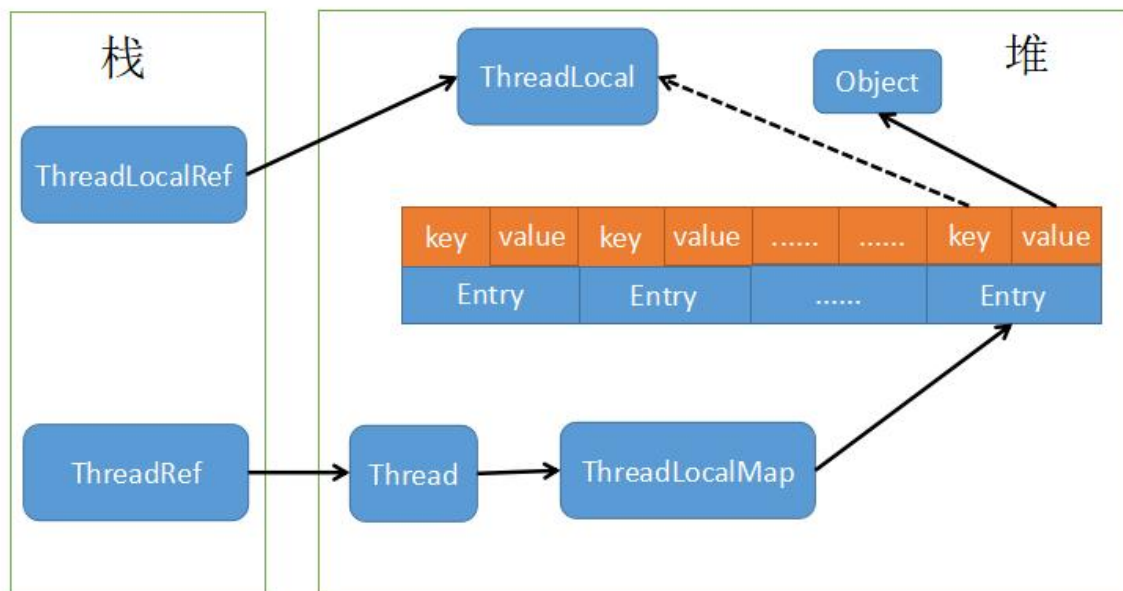 栈
堆
ThreadLocal
Object
ThreadLocalRef
key value key value ...... ...... key value
Entry Entry ...... Entry
ThreadRef
Thread
ThreadLocalMap